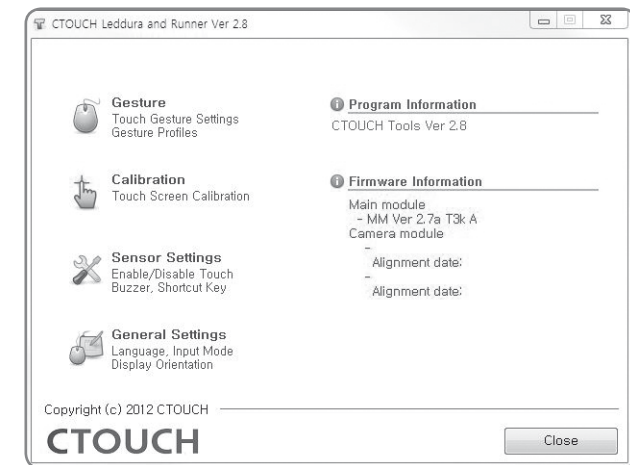 CTOUCH Leddura and Runner Ver 2.8
Gesture
Touch Gesture Settings
Gesture Profiles
Calibration
Touch Screen Calibration
Sensor Settings
Enable/Disable Touch
Buzzer, Shortcut Key
General Settings
Language, Input Mode
Display Orientation
Program Information
CTOUCH Tools Ver 2.8
Firmware Information
Main module
- MM Ver 2.7a T3k A
Camera module
-
Alignment date:
-
Alignment date:
Copyright (c) 2012 CTOUCH
CTOUCH
Close